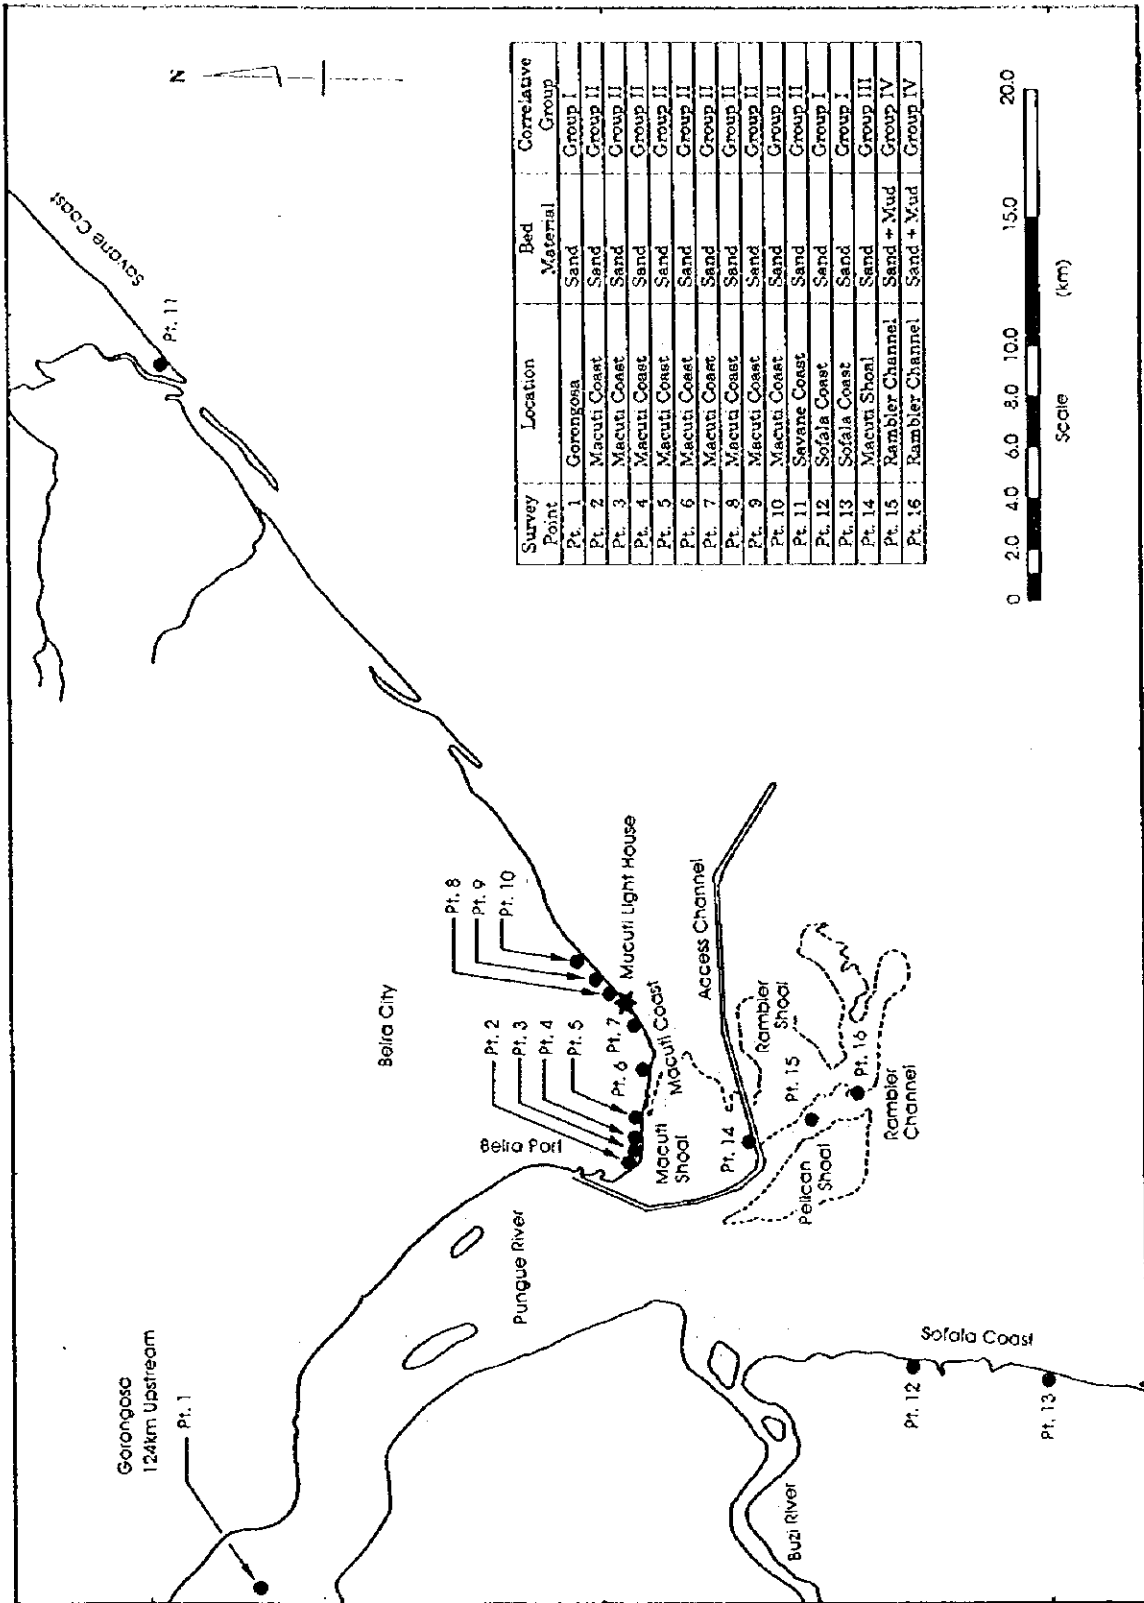 N
Savane Coast
Pt. 11
Gorongosa
124km Upstream
Pt. 1
Beira City
Pt. 8
Pt. 9
Pt. 10
Pt. 2
Pt. 3
Pt. 4
Pt. 5
Beira Port
Pt. 6
Pt. 7
Mucuti Light House
Macuti Coast
Macuti
Shoal
Pungue River
Access Channel
Pt. 14
Rambler
Shoal
Pt. 15
Pt. 16
Pelican
Shoal
Rambler
Channel
Buzi River
Sofala Coast
Pt. 12
Pt. 13
Survey Point Location Bed Material Correlative Group
Pt. 1 Gorongosa Sand Group I
Pt. 2 Macuti Coast Sand Group II
Pt. 3 Macuti Coast Sand Group II
Pt. 4 Macuti Coast Sand Group II
Pt. 5 Macuti Coast Sand Group II
Pt. 6 Macuti Coast Sand Group II
Pt. 7 Macuti Coast Sand Group II
Pt. 8 Macuti Coast Sand Group II
Pt. 9 Macuti Coast Sand Group II
Pt. 10 Macuti Coast Sand Group II
Pt. 11 Savane Coast Sand Group II
Pt. 12 Sofala Coast Sand Group I
Pt. 13 Sofala Coast Sand Group I
Pt. 14 Macuti Shoal Sand Group III
Pt. 15 Rambler Channel Sand + Mud Group IV
Pt. 16 Rambler Channel Sand + Mud Group IV
0 2.0 4.0 6.0 8.0 10.0 15.0 20.0
Scale (km)